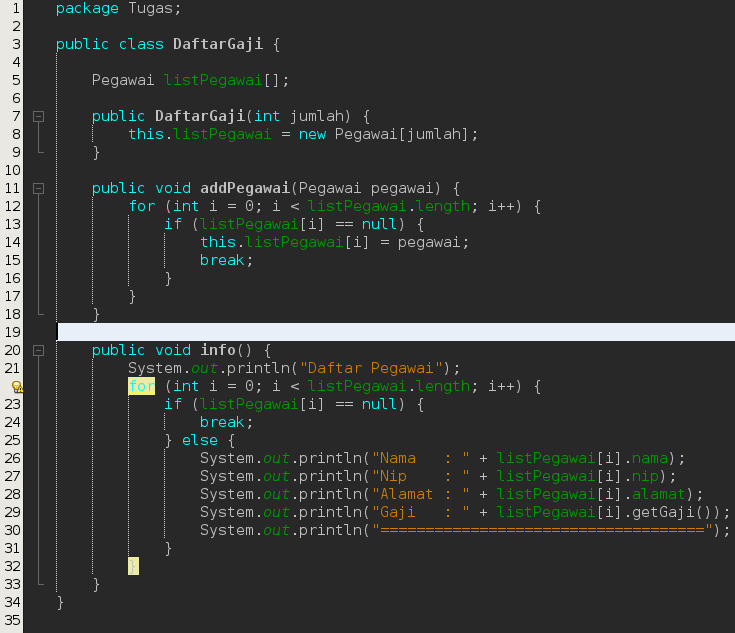 1 package Tugas;
2
3 public class DaftarGaji {
4
5     Pegawai listPegawai[];
6
7     public DaftarGaji(int jumlah) {
8         this.listPegawai = new Pegawai[jumlah];
9     }
10
11     public void addPegawai(Pegawai pegawai) {
12         for (int i = 0; i < listPegawai.length; i++) {
13             if (listPegawai[i] == null) {
14                 this.listPegawai[i] = pegawai;
15                 break;
16             }
17         }
18     }
19
20     public void info() {
21         System.out.println("Daftar Pegawai");
        for (int i = 0; i < listPegawai.length; i++) {
23             if (listPegawai[i] == null) {
24                 break;
25             } else {
26                 System.out.println("Nama   : " + listPegawai[i].nama);
27                 System.out.println("Nip    : " + listPegawai[i].nip);
28                 System.out.println("Alamat : " + listPegawai[i].alamat);
29                 System.out.println("Gaji   : " + listPegawai[i].getGaji());
30                 System.out.println("====================================");
31             }
32         }
33     }
34 }
35